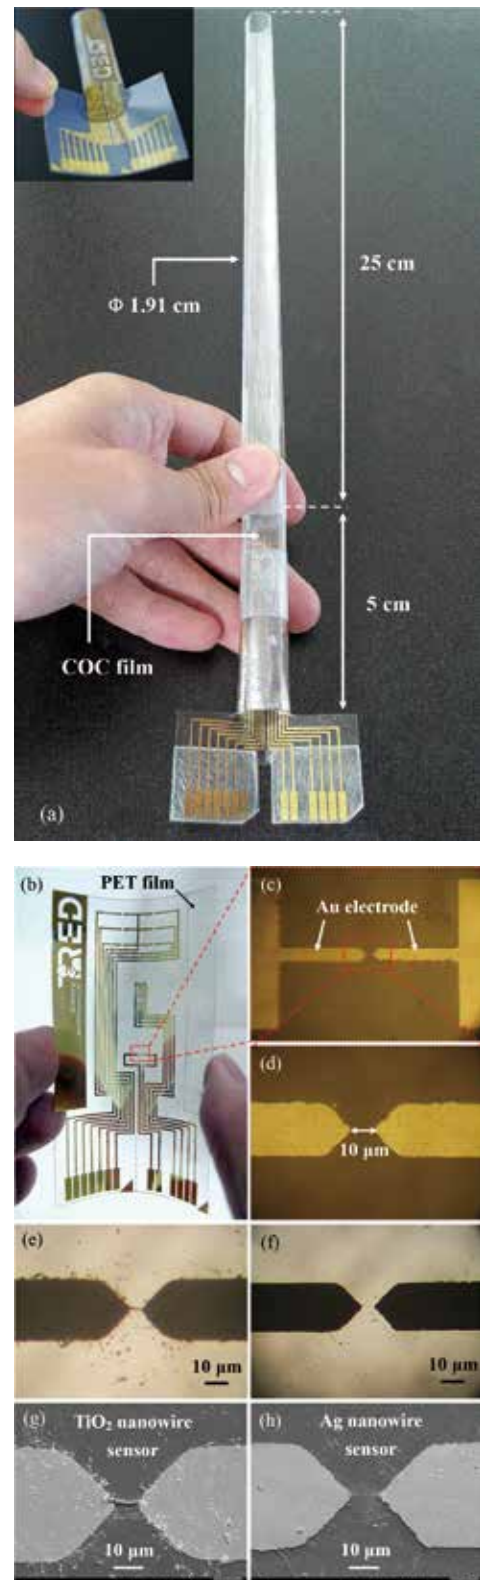 25 cm
Φ 1.91 cm
5 cm
COC film
(a)
(b)
PET film
(c)
Au electrode
(d)
10 μm
(e)
10 μm
(f)
10 μm
(g)
TiO₂ nanowire
sensor
10 μm
(h)
Ag nanowire
sensor
10 μm